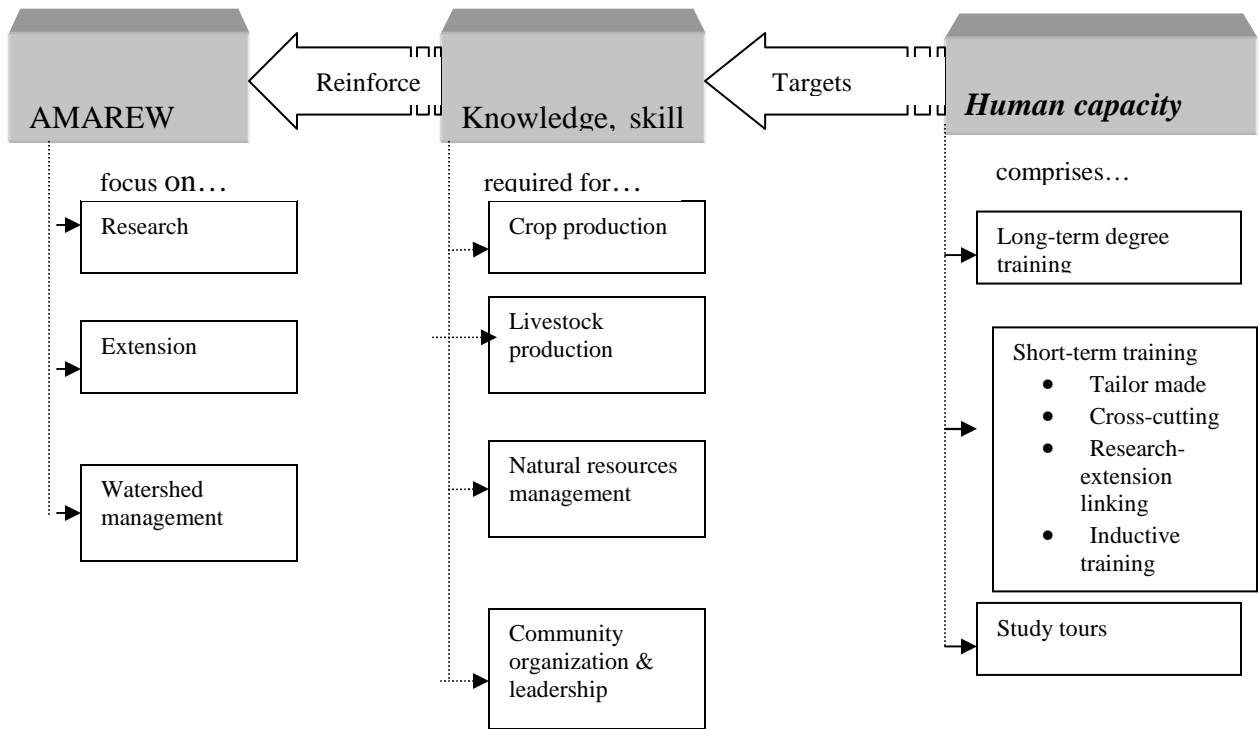 AMAREW
Reinforce
Knowledge, skill
Targets
Human capacity
focus on…
Research
Extension
Watershed
management
required for…
Crop production
Livestock
production
Natural resources
management
Community
organization &
leadership
comprises…
Long-term degree
training
Short-term training
● Tailor made
● Cross-cutting
● Research-
extension
linking
● Inductive
training
Study tours